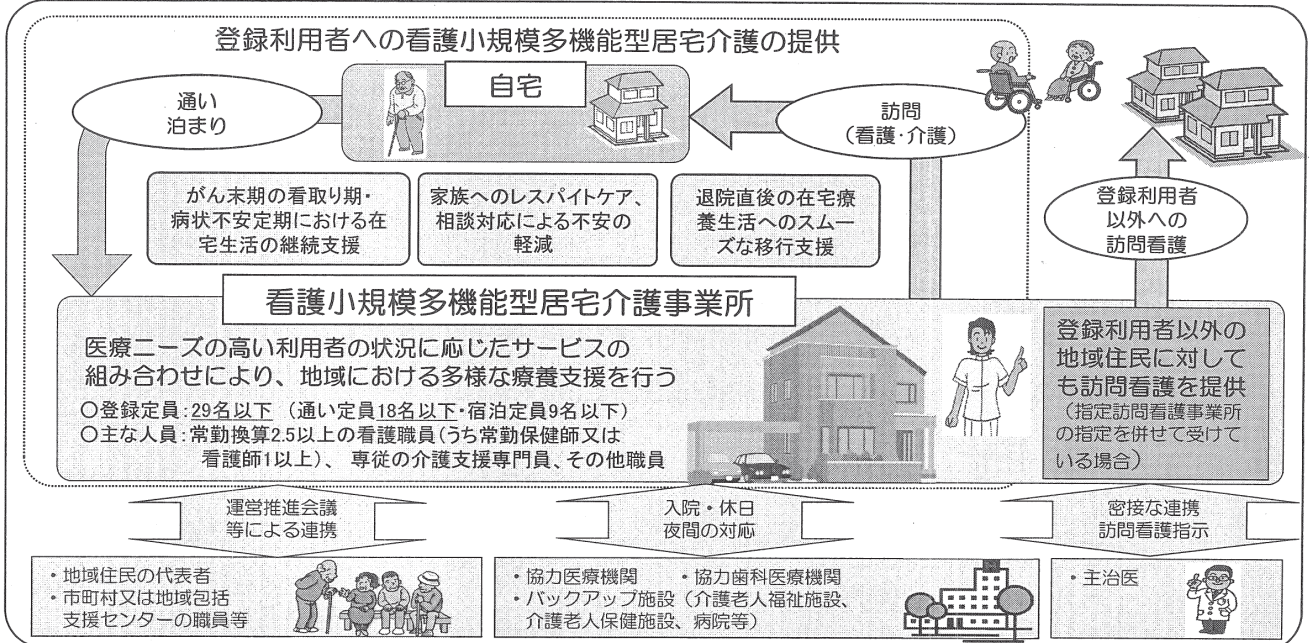 登録利用者への看護小規模多機能型居宅介護の提供
自宅
通い
泊まり
訪問
(看護・介護)
がん末期の看取り期・
病状不安定期における在
宅生活の継続支援
家族へのレスパイトケア、
相談対応による不安の
軽減
退院直後の在宅療
養生活へのスムー
ズな移行支援
登録利用者
以外への
訪問看護
看護小規模多機能型居宅介護事業所
医療ニーズの高い利用者の状況に応じたサービスの
組み合わせにより、地域における多様な療養支援を行う
○登録定員:29名以下 (通い定員18名以下・宿泊定員9名以下)
○主な人員:常勤換算2.5以上の看護職員(うち常勤保健師又は
看護師1以上)、専従の介護支援専門員、その他職員
登録利用者以外の
地域住民に対して
も訪問看護を提供
(指定訪問看護事業所
の指定を併せて受けて
いる場合)
運営推進会議
等による連携
入院・休日
夜間の対応
密接な連携
訪問看護指示
・地域住民の代表者
・市町村又は地域包括
支援センターの職員等
・協力医療機関 ・協力歯科医療機関
・バックアップ施設(介護老人福祉施設、
介護老人保健施設、病院等)
・主治医